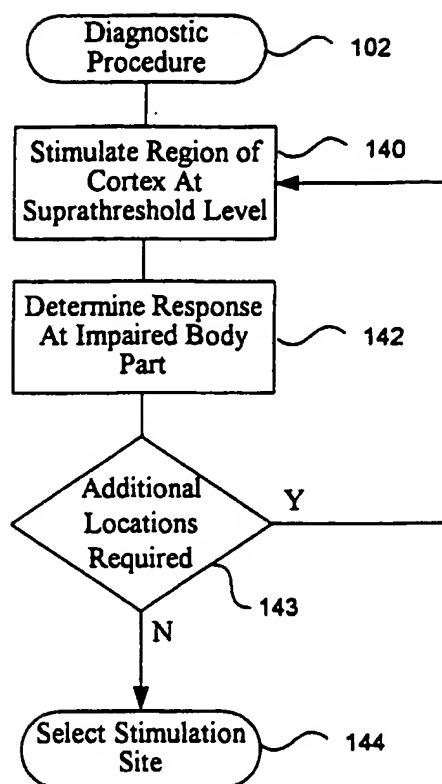 Diagnostic
Procedure
102
Stimulate Region of
Cortex At
Suprathreshold Level
140
Determine Response
At Impaired Body
Part
142
Additional
Locations
Required
Y
143
N
Select Stimulation
Site
144